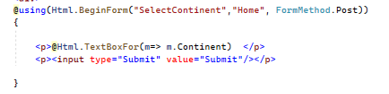 @using(Html.BeginForm("SelectContinent","Home", FormMethod.Post))
{
<p>@Html.TextBoxFor(m=> m.Continent)  </p>
<p><input type="Submit" value="Submit"/></p>
}